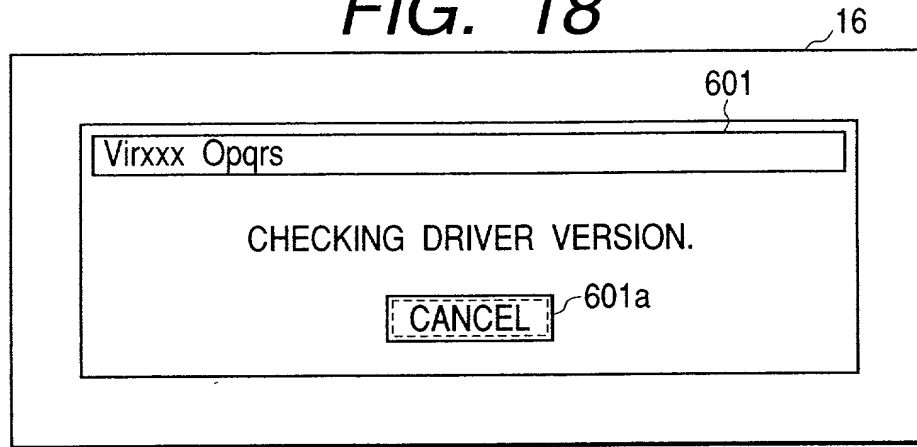 FIG. 18
16
601
Virxxx Opqrs
CHECKING DRIVER VERSION.
CANCEL
601a